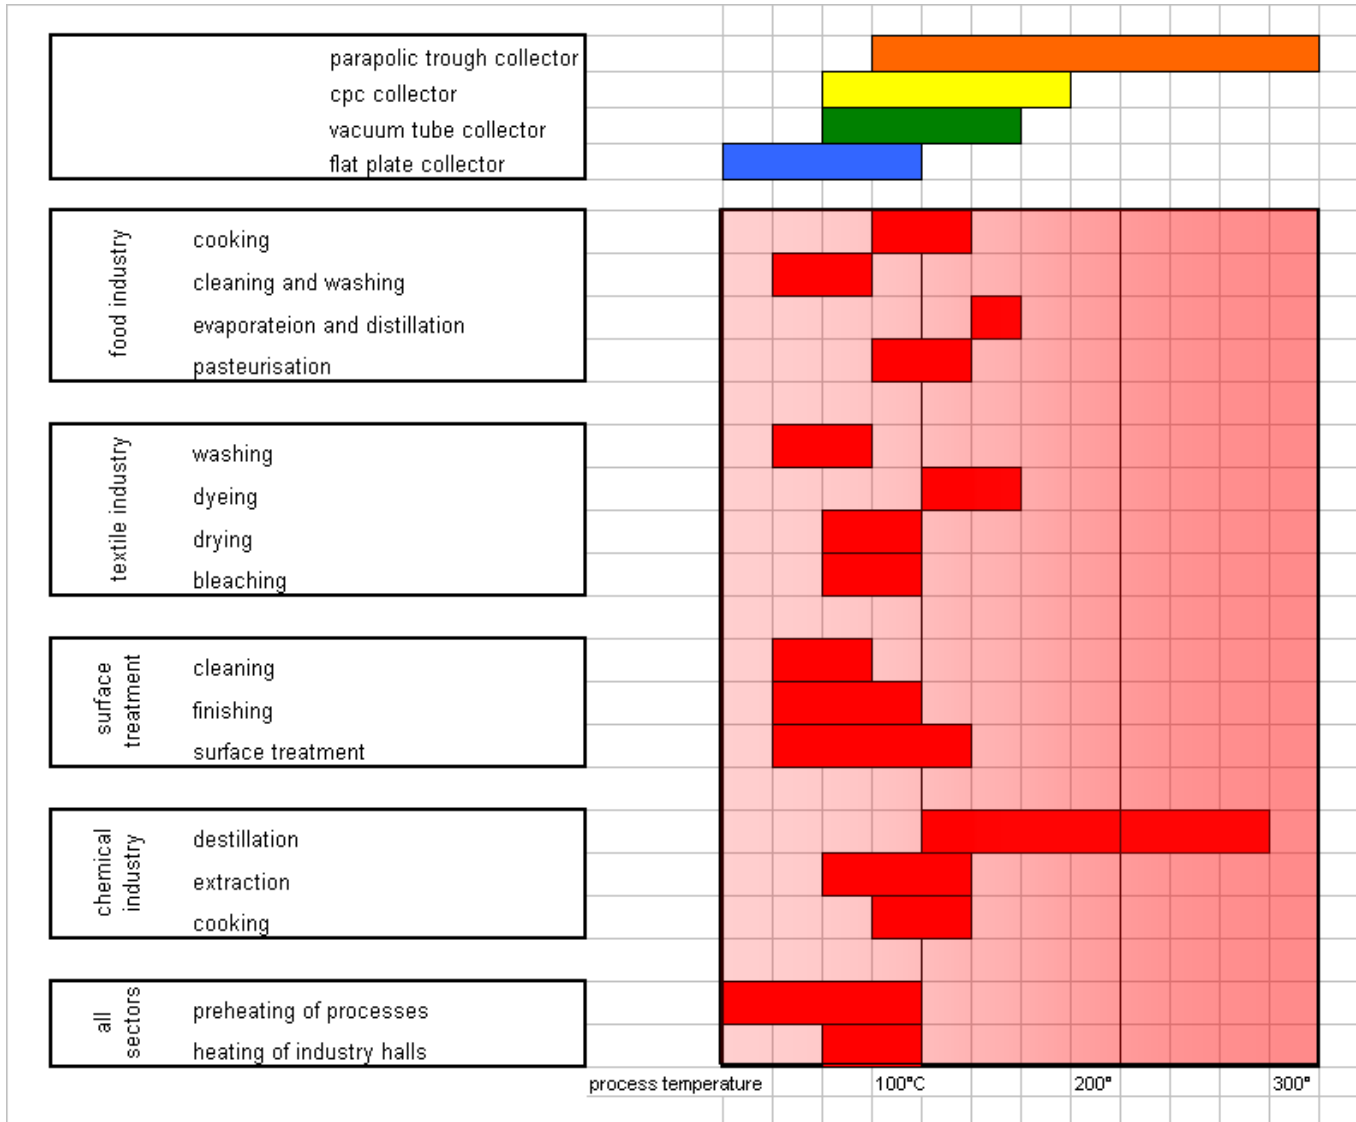 parapolic trough collector
cpc collector
vacuum tube collector
flat plate collector
food industry
cooking
cleaning and washing
evaporateion and distillation
pasteurisation
textile industry
washing
dyeing
drying
bleaching
surface
treatment
cleaning
finishing
surface treatment
chemical
industry
destillation
extraction
cooking
all
sectors
preheating of processes
heating of industry halls
process temperature 100°C 200° 300°